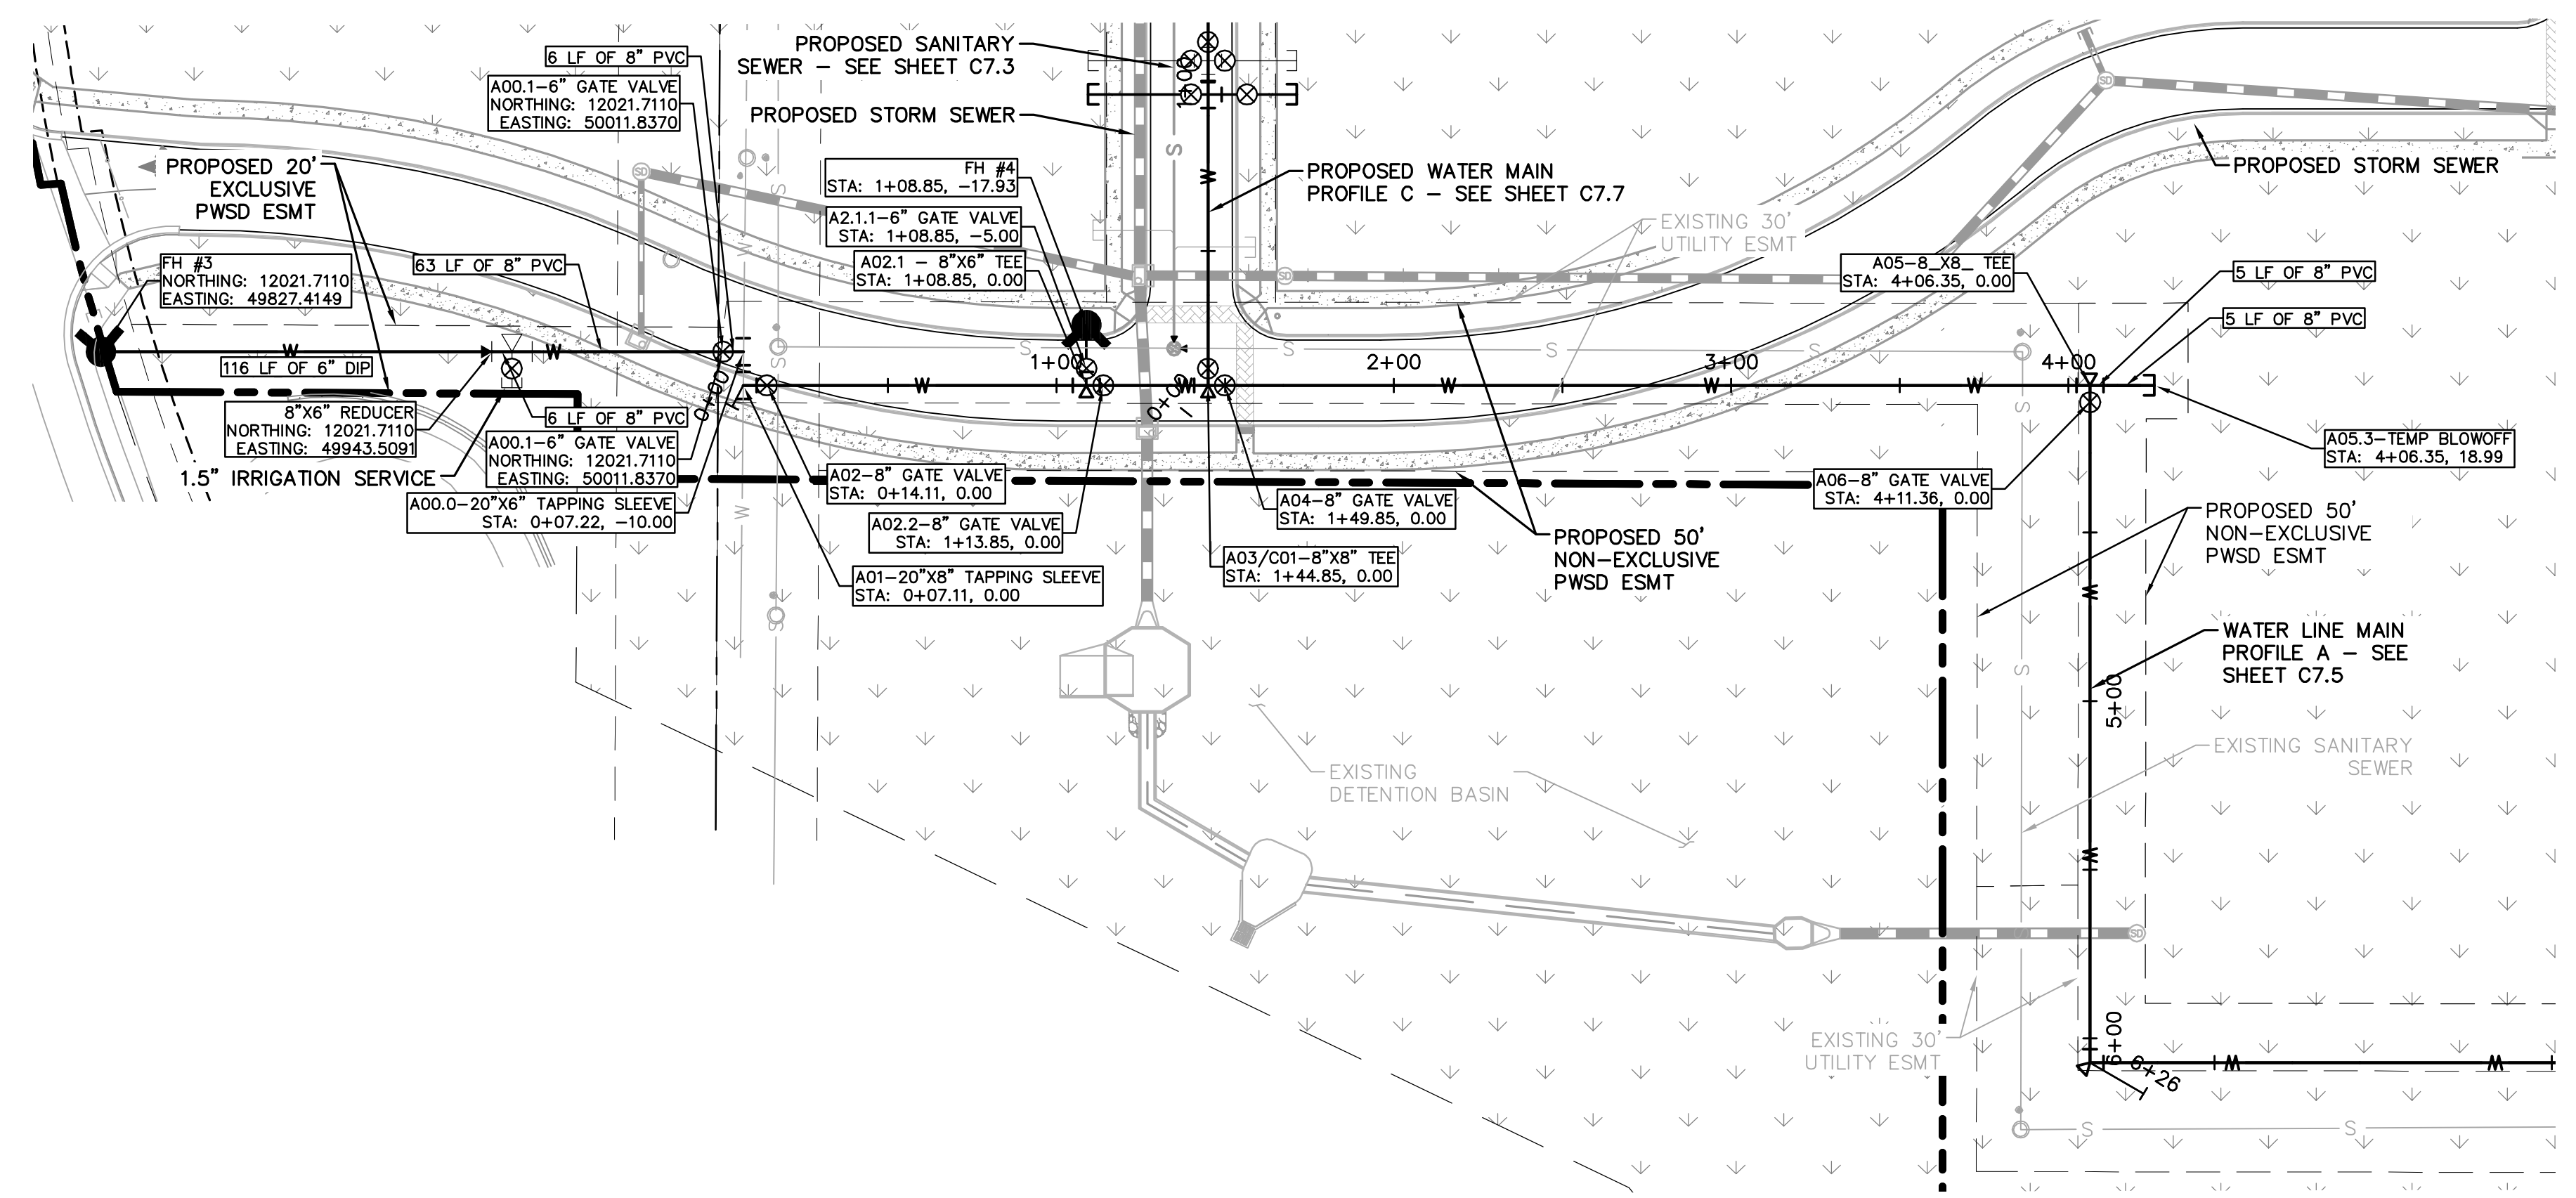 PROPOSED SANITARY
SEWER – SEE SHEET C7.3
6 LF OF 8" PVC
A00.1–6" GATE VALVE
NORTHING: 12021.7110
EASTING: 50011.8370
PROPOSED STORM SEWER
1+00
S
W
PROPOSED 20'
EXCLUSIVE
PWSD ESMT
FH #4
STA: 1+08.85, –17.93
A2.1.1–6" GATE VALVE
STA: 1+08.85, –5.00
A02.1 – 8"X6" TEE
STA: 1+08.85, 0.00
PROPOSED WATER MAIN
PROFILE C – SEE SHEET C7.7
PROPOSED STORM SEWER
SD
SD
SD
EXISTING 30'
UTILITY ESMT
FH #3
NORTHING: 12021.7110
EASTING: 49827.4149
63 LF OF 8" PVC
A05–8_X8_ TEE
STA: 4+06.35, 0.00
5 LF OF 8" PVC
5 LF OF 8" PVC
W
W
116 LF OF 6" DIP
S
S
S
S
1+00
2+00
3+00
4+00
0+00
0+00
W
W
W
W
W
8"X6" REDUCER
NORTHING: 12021.7110
EASTING: 49943.5091
6 LF OF 8" PVC
A00.1–6" GATE VALVE
NORTHING: 12021.7110
EASTING: 50011.8370
1.5" IRRIGATION SERVICE
A00.0–20"X6" TAPPING SLEEVE
STA: 0+07.22, –10.00
A02–8" GATE VALVE
STA: 0+14.11, 0.00
A02.2–8" GATE VALVE
STA: 1+13.85, 0.00
A01–20"X8" TAPPING SLEEVE
STA: 0+07.11, 0.00
A04–8" GATE VALVE
STA: 1+49.85, 0.00
A03/C01–8"X8" TEE
STA: 1+44.85, 0.00
PROPOSED 50'
NON–EXCLUSIVE
PWSD ESMT
A06–8" GATE VALVE
STA: 4+11.36, 0.00
A05.3–TEMP BLOWOFF
STA: 4+06.35, 18.99
PROPOSED 50'
NON–EXCLUSIVE
PWSD ESMT
W
S
S
S
W
W
S
S
WATER LINE MAIN
PROFILE A – SEE
SHEET C7.5
5+00
EXISTING SANITARY
SEWER
EXISTING
DETENTION BASIN
W
SD
S
EXISTING 30'
UTILITY ESMT
6+00
6+26
W
W
S
S